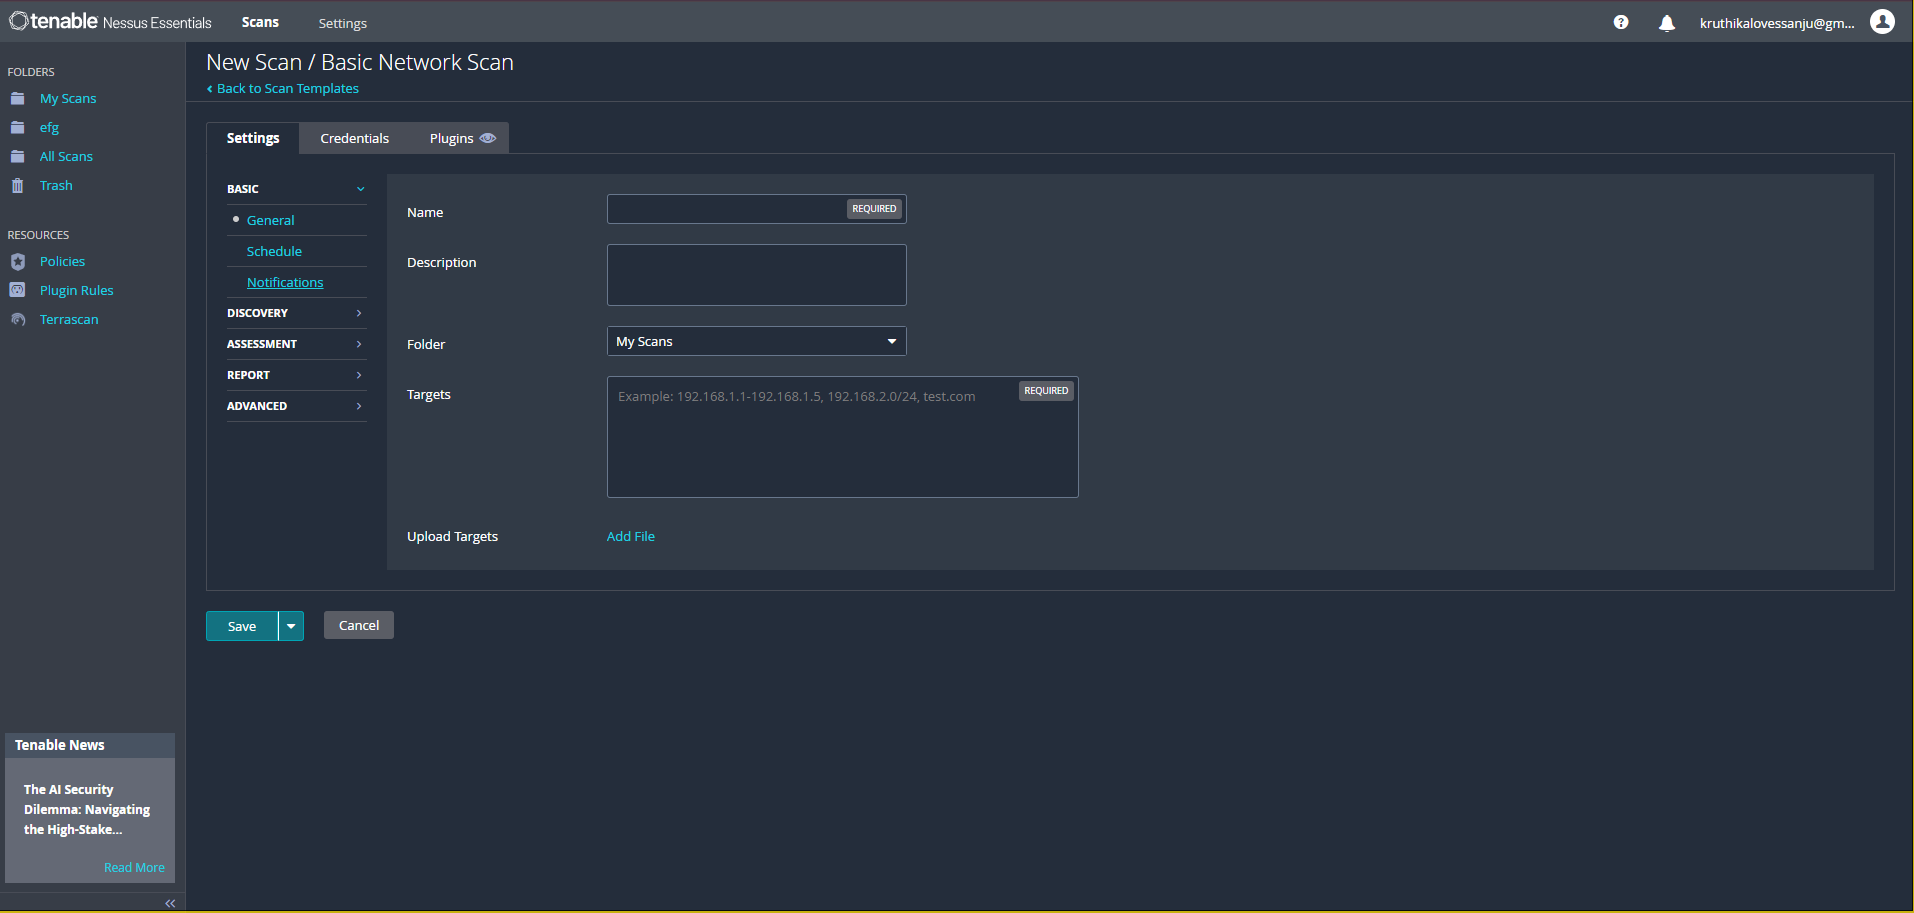 tenable Nessus Essentials Scans Settings kruthikalovessanju@gm...
FOLDERS
My Scans
efg
All Scans
Trash
RESOURCES
Policies
Plugin Rules
Terrascan
Tenable News
The AI Security
Dilemma: Navigating
the High-Stake...
Read More
New Scan / Basic Network Scan
Back to Scan Templates
Settings Credentials Plugins
BASIC
General
Schedule
Notifications
DISCOVERY
ASSESSMENT
REPORT
ADVANCED
Name REQUIRED
Description
Folder My Scans
Targets Example: 192.168.1.1-192.168.1.5, 192.168.2.0/24, test.com REQUIRED
Upload Targets Add File
Save Cancel